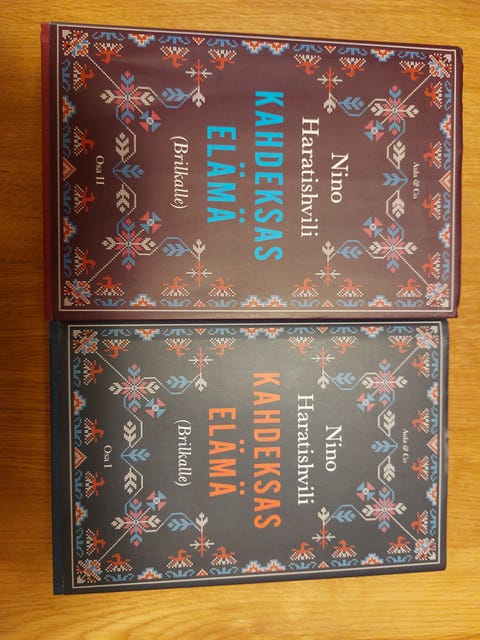 Aula & Co
Nino
Haratishvili
KAHDEKSAS
ELÄMÄ
(Brilkalle)
Osa II
Aula & Co
Nino
Haratishvili
KAHDEKSAS
ELÄMÄ
(Brilkalle)
Osa I